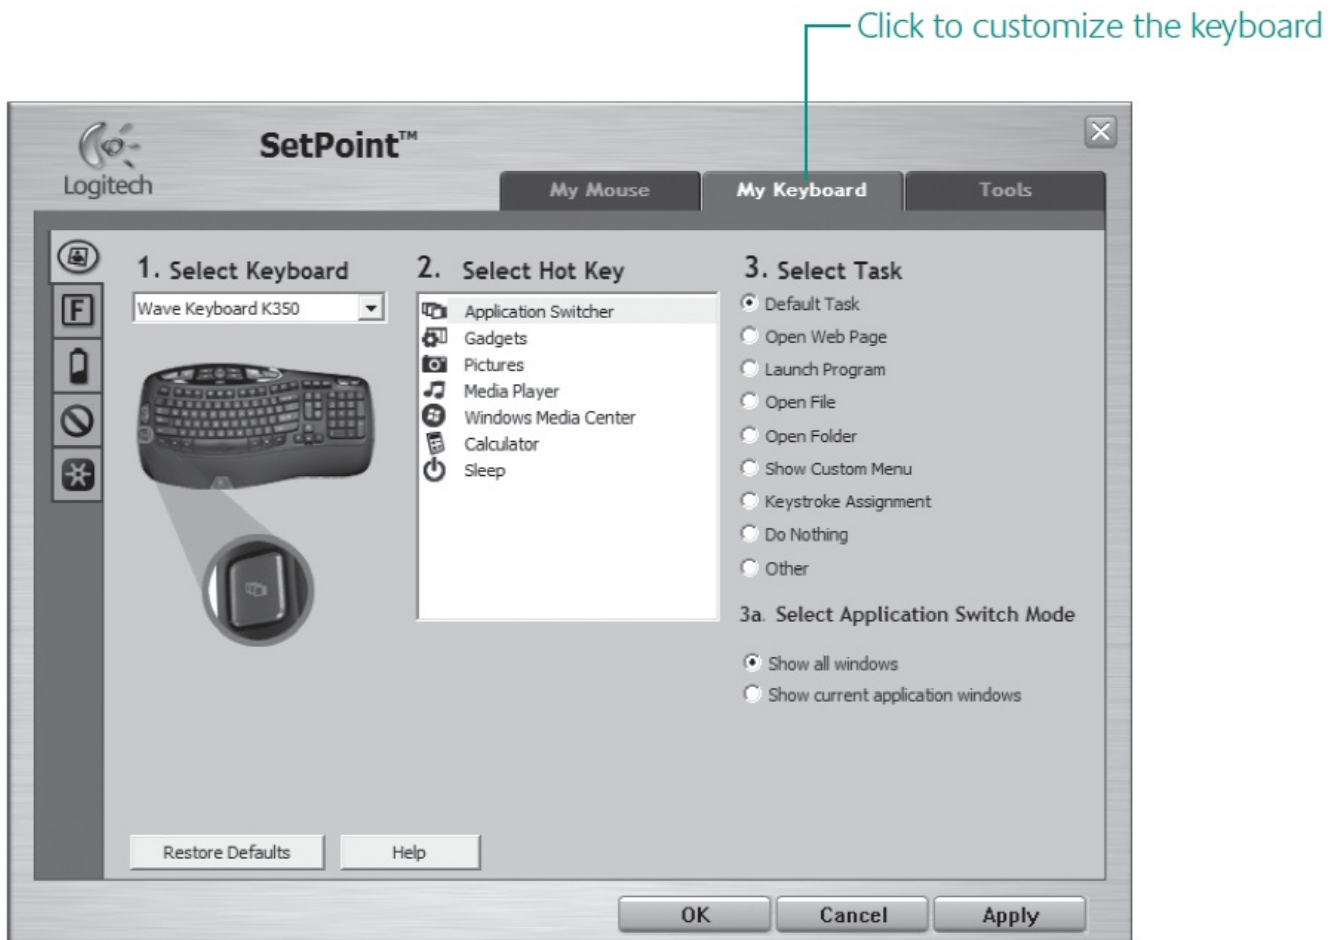 Click to customize the keyboard
Logitech
SetPoint™
My Mouse
My Keyboard
Tools
1. Select Keyboard
Wave Keyboard K350
2. Select Hot Key
Application Switcher
Gadgets
Pictures
Media Player
Windows Media Center
Calculator
Sleep
3. Select Task
Default Task
Open Web Page
Launch Program
Open File
Open Folder
Show Custom Menu
Keystroke Assignment
Do Nothing
Other
3a. Select Application Switch Mode
Show all windows
Show current application windows
F
Restore Defaults
Help
OK
Cancel
Apply